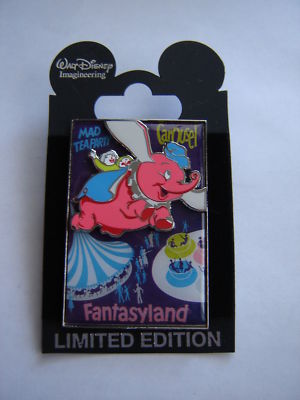 Walt Disney
Imagineering
MAD
TEA PARTY
Carousel
Fantasyland
LIMITED EDITION